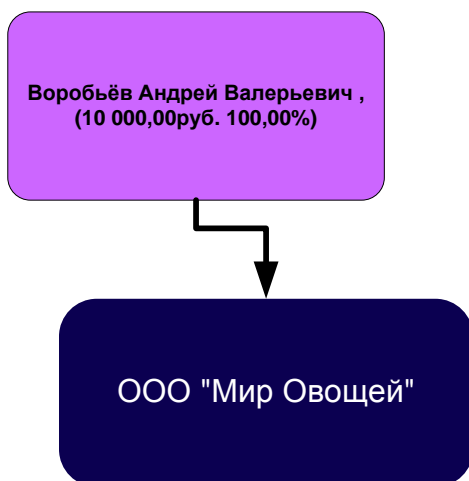 Воробьёв Андрей Валерьевич ,
(10 000,00руб. 100,00%)
ООО "Мир Овощей"